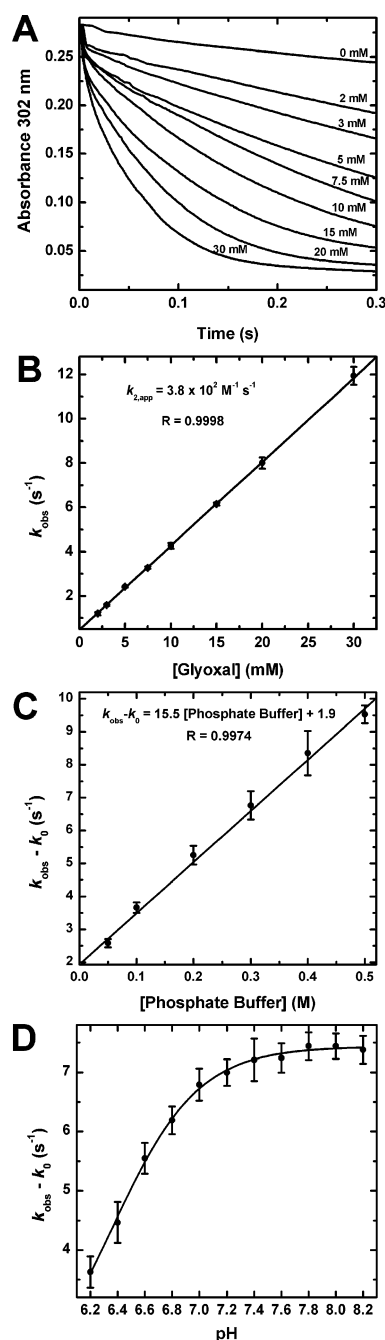 A
Absorbance 302 nm
0.25
0.20
0.15
0.10
0.05
0 mM
2 mM
3 mM
5 mM
7.5 mM
10 mM
15 mM
20 mM
30 mM
0.0 0.1 0.2 0.3
Time (s)
B
k2,app = 3.8 x 10² M⁻¹ s⁻¹
R = 0.9998
kobs (s⁻¹)
12
10
8
6
4
2
0 5 10 15 20 25 30
[Glyoxal] (mM)
C
kobs-k0 = 15.5 [Phosphate Buffer] + 1.9
R = 0.9974
kobs - k0 (s⁻¹)
10
9
8
7
6
5
4
3
2
0.0 0.1 0.2 0.3 0.4 0.5
[Phosphate Buffer] (M)
D
kobs - k0 (s⁻¹)
7
6
5
4
6.2 6.4 6.6 6.8 7.0 7.2 7.4 7.6 7.8 8.0 8.2
pH